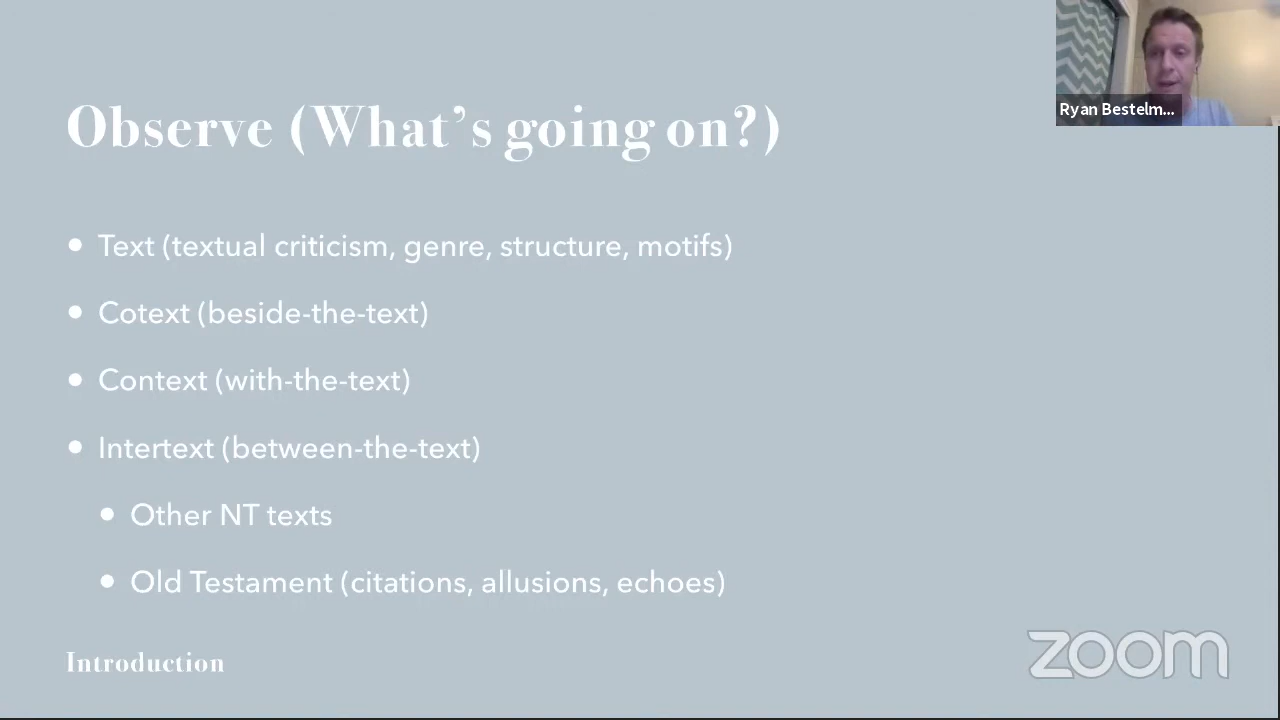 Observe (What's going on?)
Ryan Bestelm...
• Text (textual criticism, genre, structure, motifs)
• Cotext (beside-the-text)
• Context (with-the-text)
• Intertext (between-the-text)
• Other NT texts
• Old Testament (citations, allusions, echoes)
Introduction
zoom